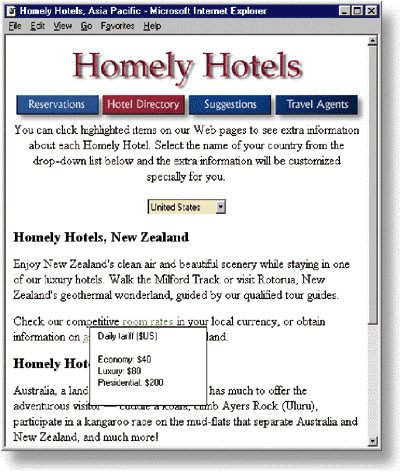 Homely Hotels, Asia Pacific - Microsoft Internet Explorer
File Edit View Go Favorites Help
Homely Hotels
Reservations Hotel Directory Suggestions Travel Agents
You can click highlighted items on our Web pages to see extra information
about each Homely Hotel. Select the name of your country from the
drop-down list below and the extra information will be customized
specially for you.
United States
Homely Hotels, New Zealand
Enjoy New Zealand's clean air and beautiful scenery while staying in one
of our luxury hotels. Walk the Milford Track or visit Rotorua, New
Zealand's geothermal wonderland, guided by our qualified tour guides.
Check our competitive room rates in your local currency, or obtain
information on
Daily tariff ($US)
Economy: $40
Luxury: $80
Presidential: $200
Homely
Australia, a land has much to offer the
adventurous visitor climb Ayers Rock (Uluru),
participate in a kangaroo race on the mud-flats that separate Australia and
New Zealand, and much more!